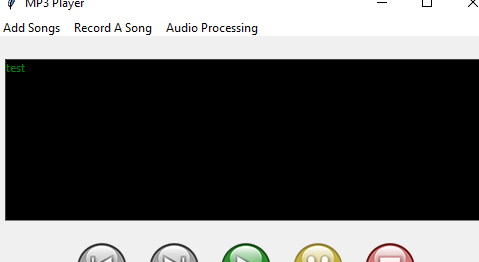 MP3 Player
Add Songs Record A Song Audio Processing
test